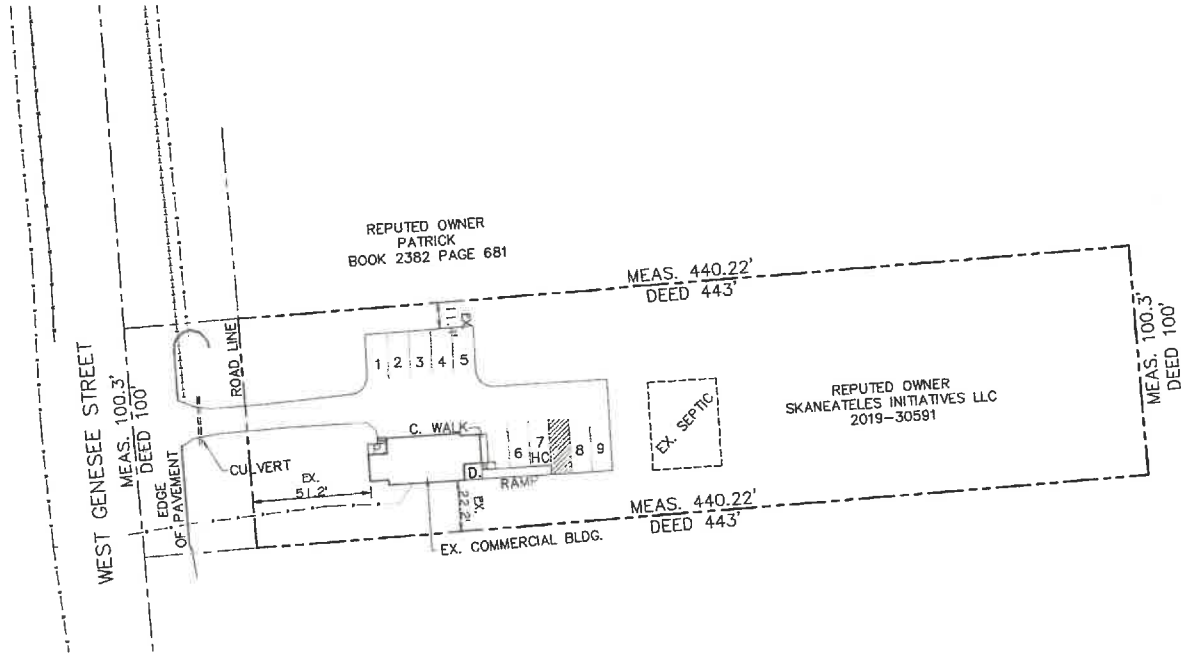 REPUTED OWNER
PATRICK
BOOK 2382 PAGE 681
MEAS. 440.22'
DEED 443'
MEAS. 100.3'
DEED 100'
WEST GENESEE STREET
MEAS. 100.3'
DEED 100'
EDGE
OF PAVEMENT
ROAD LINE
CULVERT
EX.
1 2 3 4 5
C. WALK
EX.
51.2'
D.
RAMP
6 7 8 9
HC
EX.
22.2'
EX. COMMERCIAL BLDG.
EX. SEPTIC
REPUTED OWNER
SKANEATELES INITIATIVES LLC
2019-30591
MEAS. 440.22'
DEED 443'